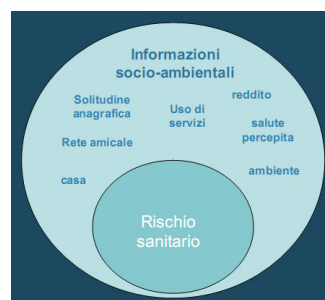 Informazioni
socio-ambientali
Solitudine
anagrafica
Uso di
servizi
reddito
Rete amicale
salute
percepita
casa
ambiente
Rischio
sanitario